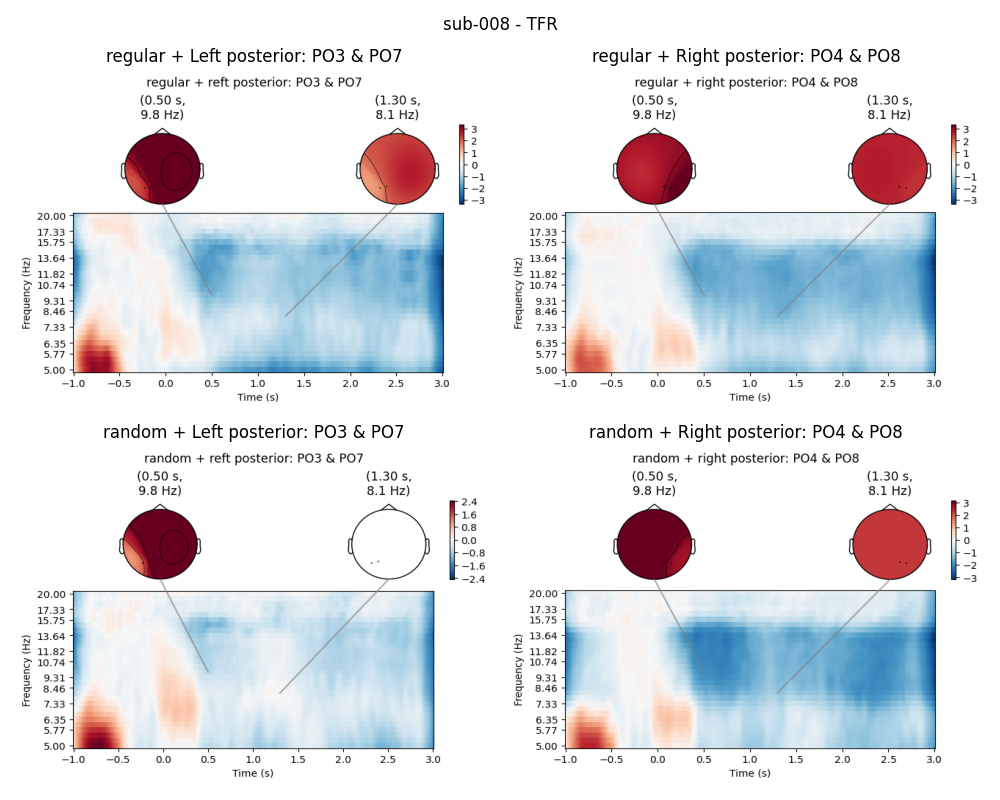 sub-008 - TFR
regular + Left posterior: PO3 & PO7
regular + reft posterior: PO3 & PO7
(0.50 s,
9.8 Hz)
(1.30 s,
8.1 Hz)
3
2
1
0
−1
−2
−3
20.00
17.33
15.75
13.64
11.82
10.74
9.31
8.46
7.33
6.35
5.77
5.00
Frequency (Hz)
−1.0 −0.5 0.0 0.5 1.0 1.5 2.0 2.5 3.0
Time (s)
regular + Right posterior: PO4 & PO8
regular + right posterior: PO4 & PO8
(0.50 s,
9.8 Hz)
(1.30 s,
8.1 Hz)
3
2
1
0
−1
−2
−3
20.00
17.33
15.75
13.64
11.82
10.74
9.31
8.46
7.33
6.35
5.77
5.00
Frequency (Hz)
−1.0 −0.5 0.0 0.5 1.0 1.5 2.0 2.5 3.0
Time (s)
random + Left posterior: PO3 & PO7
random + reft posterior: PO3 & PO7
(0.50 s,
9.8 Hz)
(1.30 s,
8.1 Hz)
2.4
1.6
0.8
0.0
−0.8
−1.6
−2.4
20.00
17.33
15.75
13.64
11.82
10.74
9.31
8.46
7.33
6.35
5.77
5.00
Frequency (Hz)
−1.0 −0.5 0.0 0.5 1.0 1.5 2.0 2.5 3.0
Time (s)
random + Right posterior: PO4 & PO8
random + right posterior: PO4 & PO8
(0.50 s,
9.8 Hz)
(1.30 s,
8.1 Hz)
3
2
1
0
−1
−2
−3
20.00
17.33
15.75
13.64
11.82
10.74
9.31
8.46
7.33
6.35
5.77
5.00
Frequency (Hz)
−1.0 −0.5 0.0 0.5 1.0 1.5 2.0 2.5 3.0
Time (s)